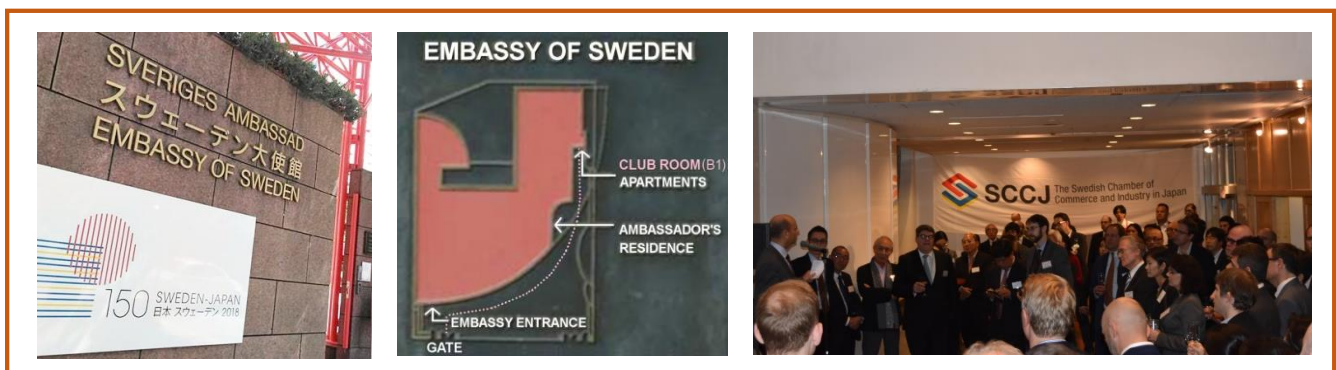 SVERIGES AMBASSAD
スウェーデン大使館
EMBASSY OF SWEDEN
150 SWEDEN-JAPAN
日本 スウェーデン 2018
EMBASSY OF SWEDEN
CLUB ROOM (B1)
APARTMENTS
AMBASSADOR'S
RESIDENCE
EMBASSY ENTRANCE
GATE
SCCJ The Swedish Chamber of
Commerce and Industry in Japan